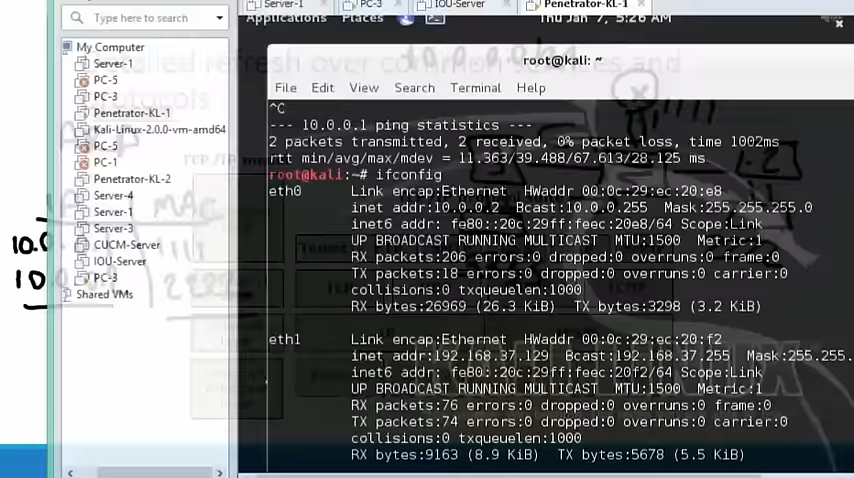 Server-1 PC-3 IOU-Server Penetrator-KL-1
Type here to search
Applications Places Thu Jan 7, 5:26 AM
My Computer
Server-1
PC-5
PC-3
Penetrator-KL-1
Kali-Linux-2.0.0-vm-amd64
PC-5
PC-1
Penetrator-KL-2
Server-4
Server-1
Server-3
CUCM-Server
IOU-Server
PC-3
Shared VMs
root@kali: ~
File Edit View Search Terminal Help
^C
--- 10.0.0.1 ping statistics ---
2 packets transmitted, 2 received, 0% packet loss, time 1002ms
rtt min/avg/max/mdev = 11.363/39.488/67.613/28.125 ms
root@kali:~# ifconfig
eth0 Link encap:Ethernet HWaddr 00:0c:29:ec:20:e8
inet addr:10.0.0.2 Bcast:10.0.0.255 Mask:255.255.255.0
inet6 addr: fe80::20c:29ff:feec:20e8/64 Scope:Link
UP BROADCAST RUNNING MULTICAST MTU:1500 Metric:1
RX packets:206 errors:0 dropped:0 overruns:0 frame:0
TX packets:18 errors:0 dropped:0 overruns:0 carrier:0
collisions:0 txqueuelen:1000
RX bytes:26969 (26.3 KiB) TX bytes:3298 (3.2 KiB)
eth1 Link encap:Ethernet HWaddr 00:0c:29:ec:20:f2
inet addr:192.168.37.129 Bcast:192.168.37.255 Mask:255.255.
inet6 addr: fe80::20c:29ff:feec:20f2/64 Scope:Link
UP BROADCAST RUNNING MULTICAST MTU:1500 Metric:1
RX packets:76 errors:0 dropped:0 overruns:0 frame:0
TX packets:74 errors:0 dropped:0 overruns:0 carrier:0
collisions:0 txqueuelen:1000
RX bytes:9163 (8.9 KiB) TX bytes:5678 (5.5 KiB)
refresh over common services and
MAC
1111
2222